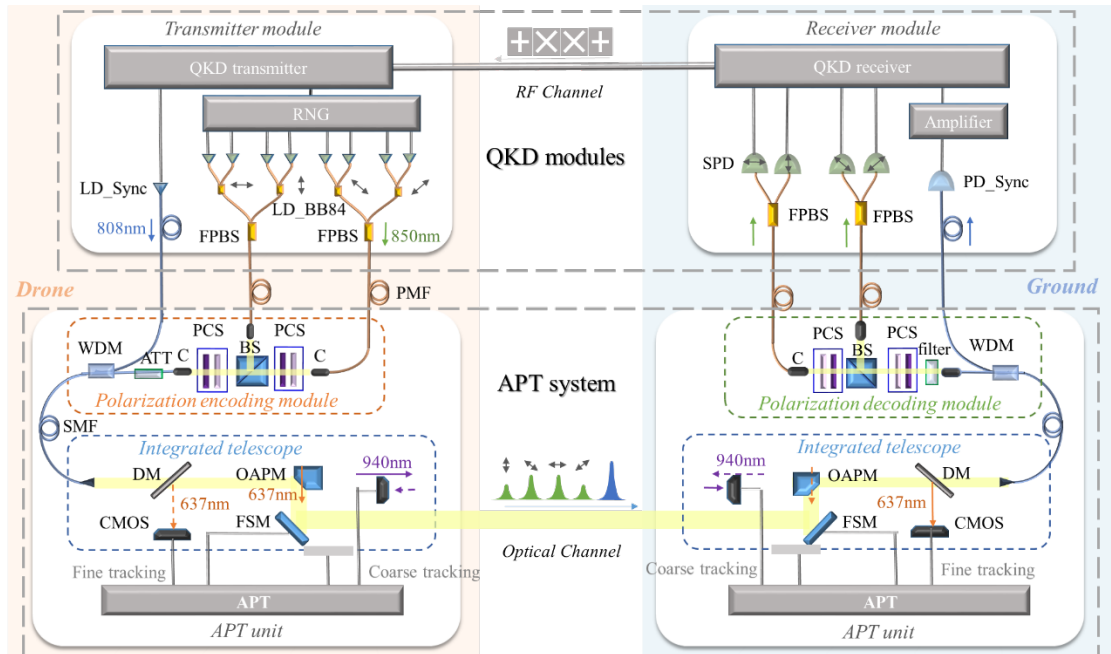 Transmitter module
Receiver module
QKD transmitter
QKD receiver
RF Channel
RNG
Amplifier
QKD modules
SPD
PD_Sync
LD_Sync
LD_BB84
808nm
FPBS
FPBS
850nm
FPBS
FPBS
Drone
PMF
Ground
PCS
PCS
WDM
BS
ATT
C
C
Polarization encoding module
PCS
PCS
BS
filter
WDM
C
Polarization decoding module
APT system
SMF
Integrated telescope
DM
OAPM
940nm
637nm
637nm
FSM
CMOS
Fine tracking
Coarse tracking
APT
APT unit
Optical Channel
Integrated telescope
940nm
OAPM
DM
637nm
FSM
CMOS
Coarse tracking
Fine tracking
APT
APT unit